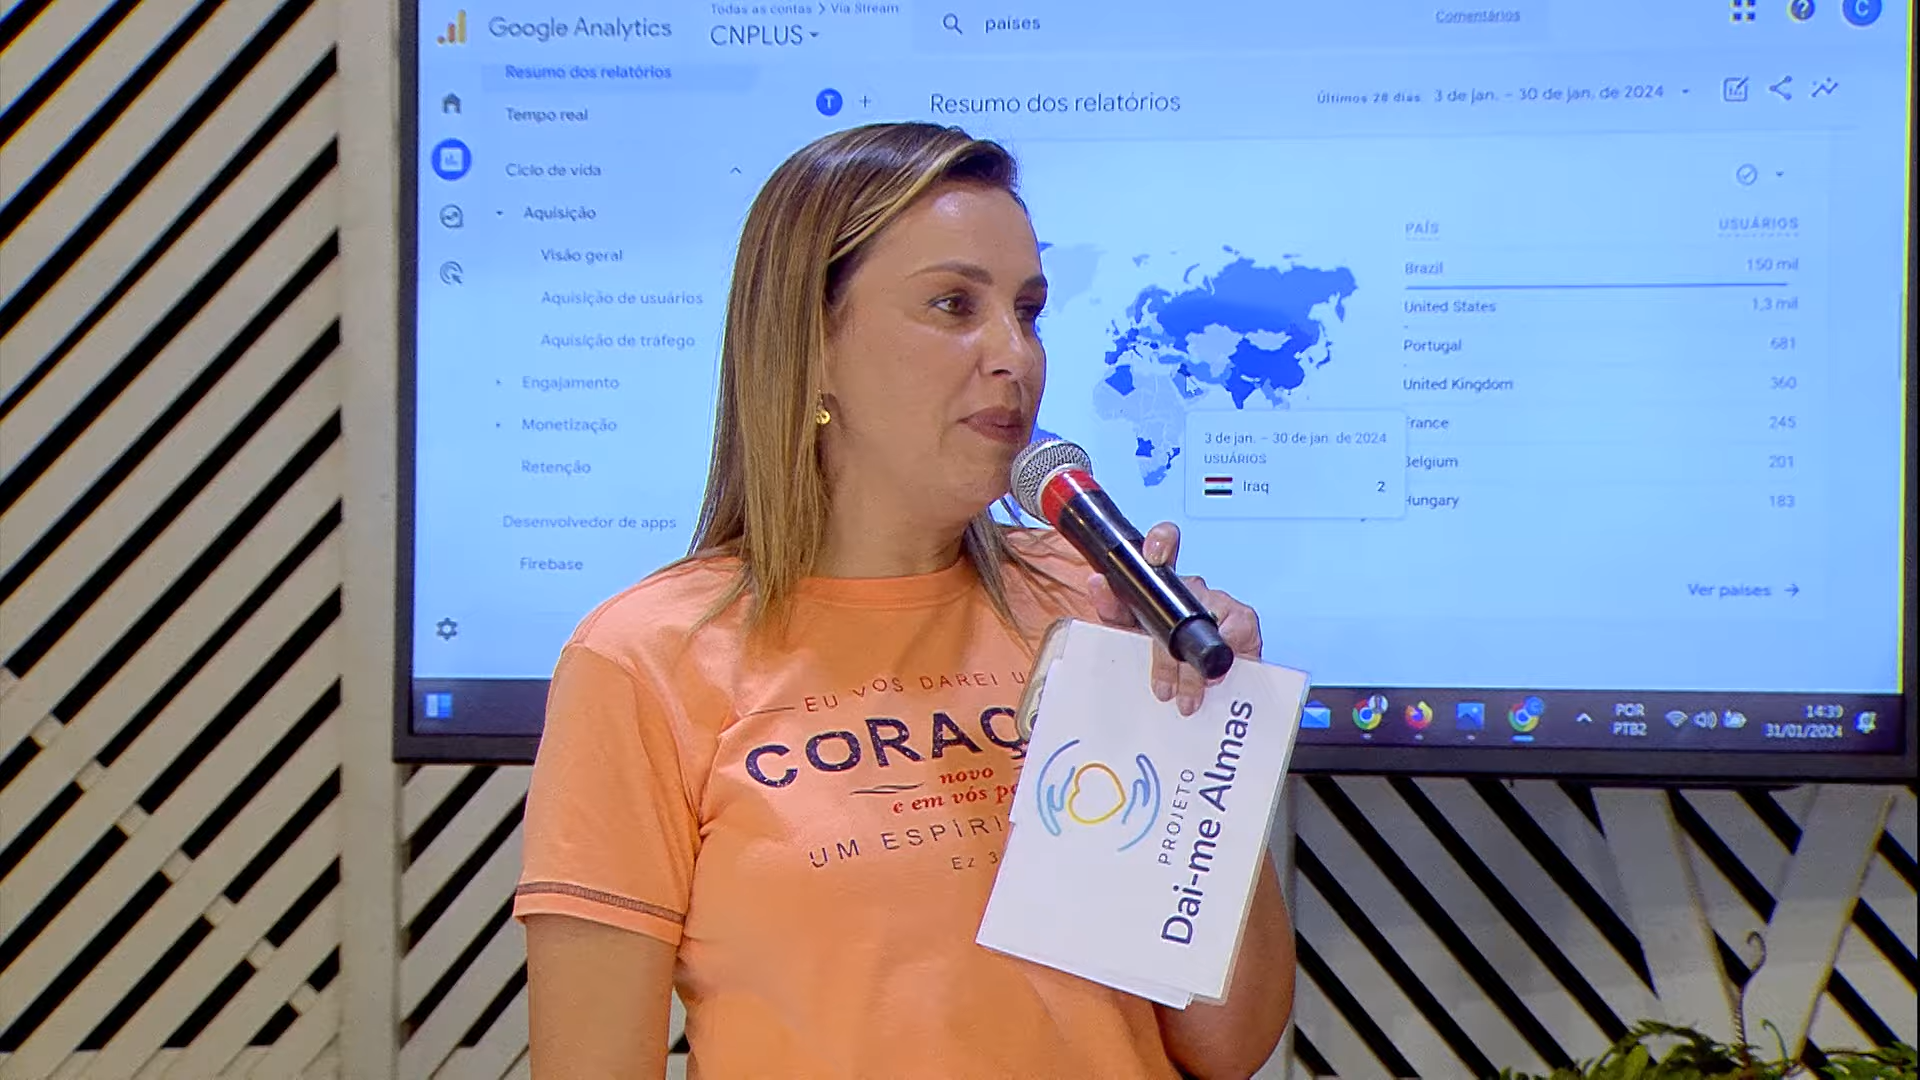 Todas as contas > Via Stream
Google Analytics
CNPLUS
países
Comentários
C
Resumo dos relatórios
Tempo real
Ciclo de vida
Aquisição
Visão geral
Aquisição de usuários
Aquisição de tráfego
Engajamento
Monetização
Retenção
Desenvolvedor de apps
Firebase
T +
Resumo dos relatórios
Últimos 28 dias 3 de jan. – 30 de jan. de 2024
PAÍS USUÁRIOS
Brazil 150 mil
United States 1,3 mil
Portugal 681
United Kingdom 360
rance 245
Belgium 201
Hungary 183
3 de jan. – 30 de jan. de 2024
USUÁRIOS
Iraq 2
Ver países →
POR
PTB2
14:39
31/01/2024
EU VOS DAREI U
CORAÇ
novo
e em vós po
UM ESPÍRI
Ez 3
PROJETO
Dai-me Almas